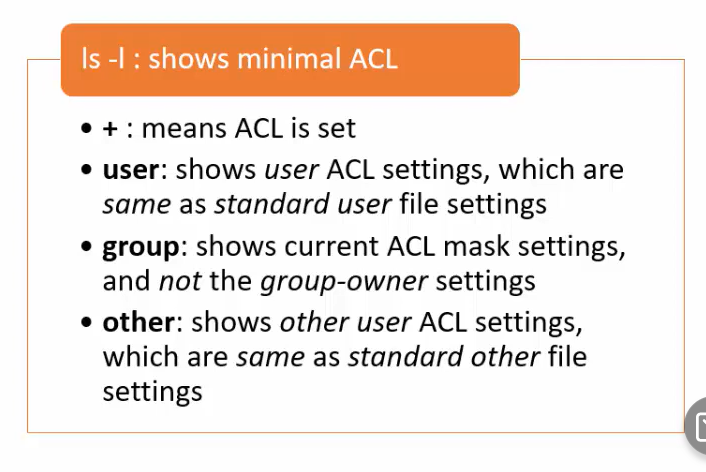 ls -l : shows minimal ACL
• + : means ACL is set
• user: shows user ACL settings, which are
same as standard user file settings
• group: shows current ACL mask settings,
and not the group-owner settings
• other: shows other user ACL settings,
which are same as standard other file
settings